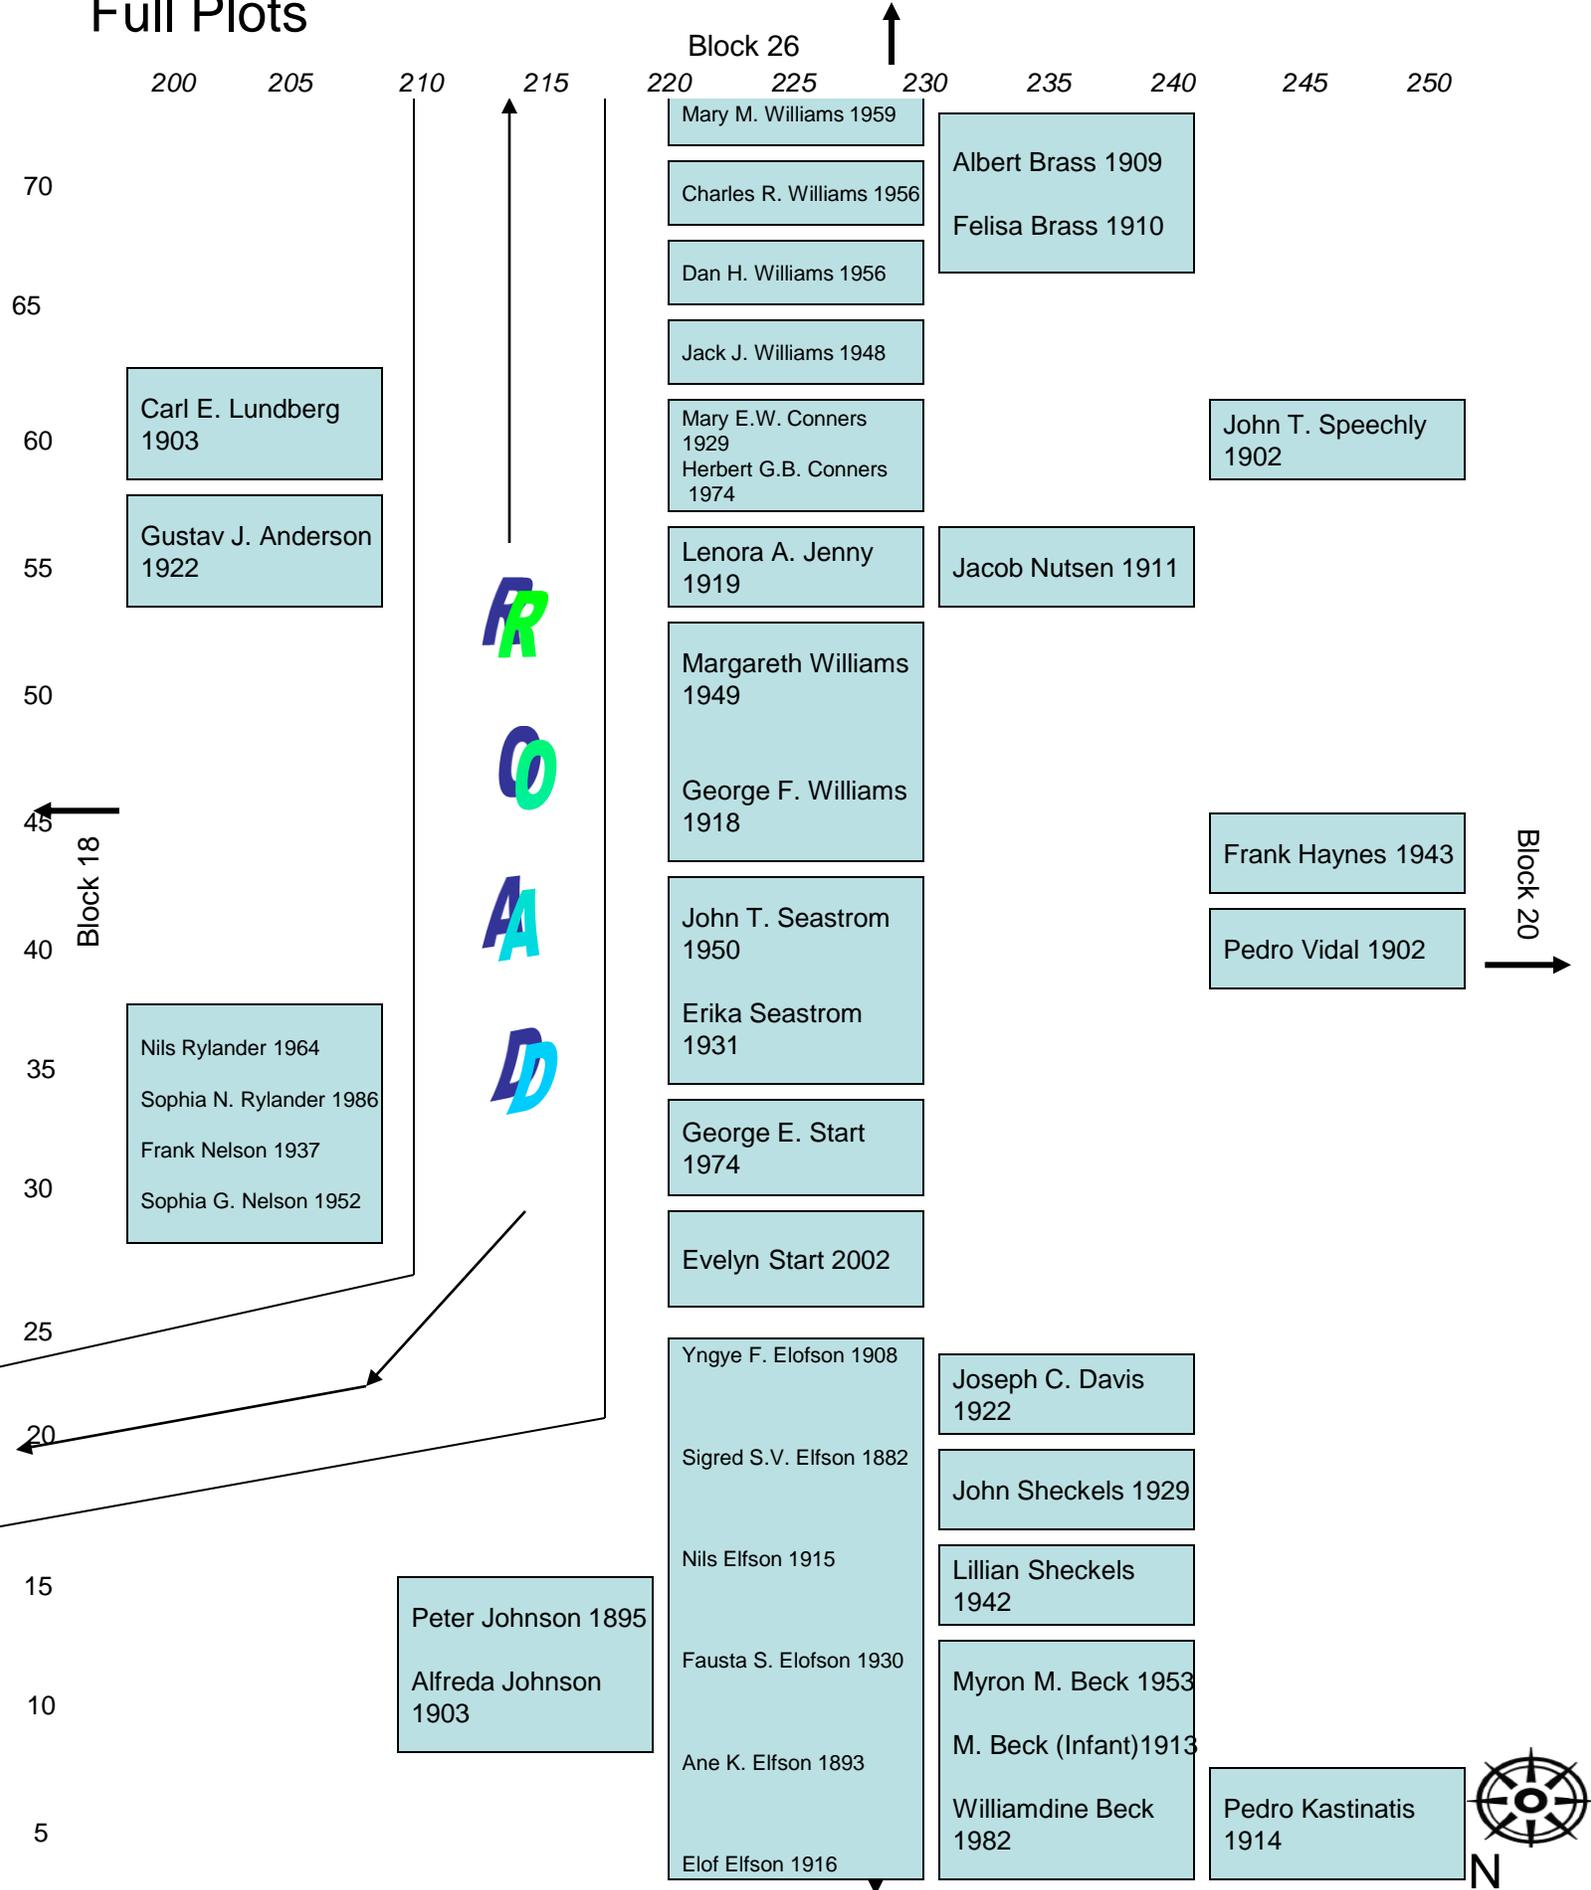 Full Plots
Block 26
200 205 210 215 220 225 230 235 240 245 250
70
65
60
55
50
45
40
35
30
25
20
15
10
5
Block 18
Carl E. Lundberg
1903
Gustav J. Anderson
1922
Nils Rylander 1964
Sophia N. Rylander 1986
Frank Nelson 1937
Sophia G. Nelson 1952
R
O
A
D
Peter Johnson 1895
Alfreda Johnson
1903
Mary M. Williams 1959
Charles R. Williams 1956
Dan H. Williams 1956
Jack J. Williams 1948
Mary E.W. Conners
1929
Herbert G.B. Conners
1974
Lenora A. Jenny
1919
Margareth Williams
1949
George F. Williams
1918
John T. Seastrom
1950
Erika Seastrom
1931
George E. Start
1974
Evelyn Start 2002
Yngye F. Elofson 1908
Sigred S.V. Elfson 1882
Nils Elfson 1915
Fausta S. Elofson 1930
Ane K. Elfson 1893
Elof Elfson 1916
Albert Brass 1909
Felisa Brass 1910
Jacob Nutsen 1911
Joseph C. Davis
1922
John Sheckels 1929
Lillian Sheckels
1942
Myron M. Beck 1953
M. Beck (Infant)1913
Williamdine Beck
1982
John T. Speechly
1902
Frank Haynes 1943
Pedro Vidal 1902
Pedro Kastinatis
1914
Block 20
N